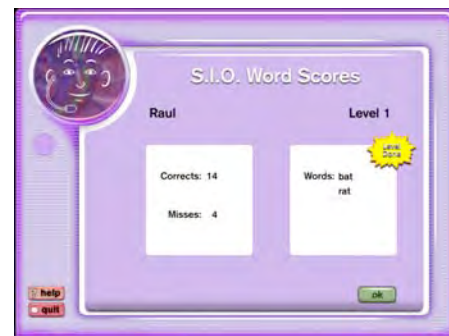 S.I.O. Word Scores
Raul
Level 1
Level
Done
Corrects: 14
Misses: 4
Words: bat
rat
help
quit
ok